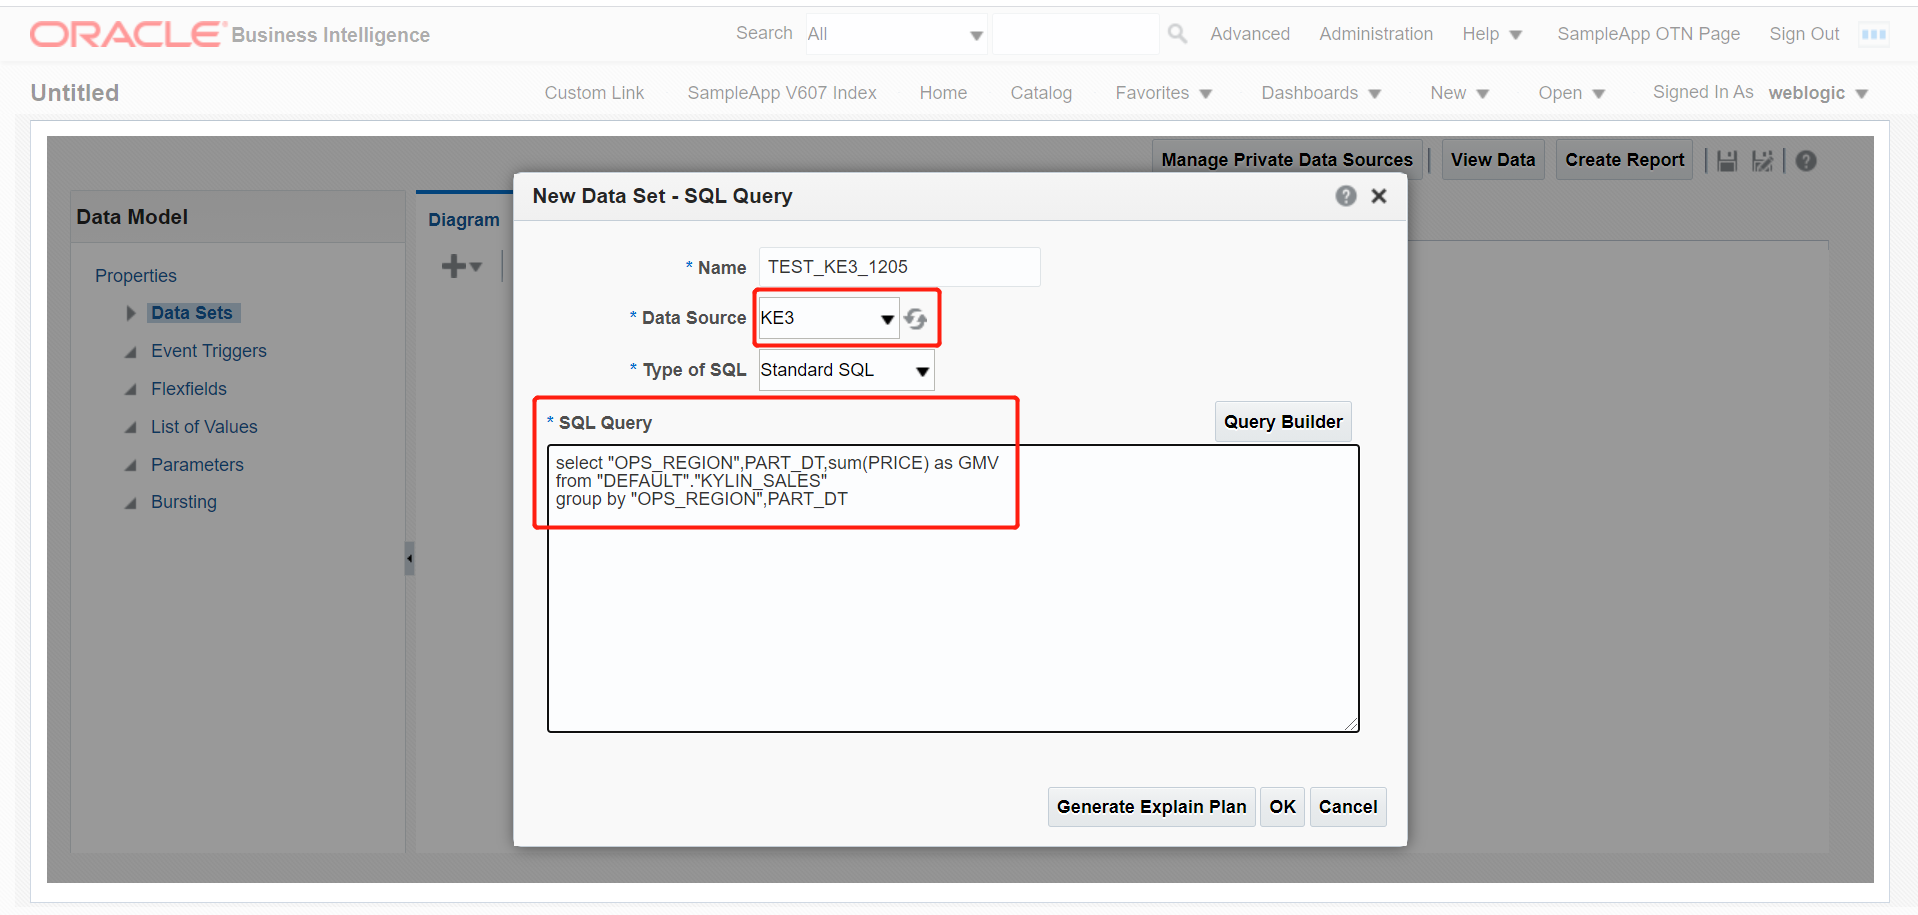 ORACLE Business Intelligence
Search All Advanced Administration Help SampleApp OTN Page Sign Out
Untitled
Custom Link SampleApp V607 Index Home Catalog Favorites Dashboards New Open Signed In As weblogic
Manage Private Data Sources View Data Create Report
Data Model
Properties
Data Sets
Event Triggers
Flexfields
List of Values
Parameters
Bursting
Diagram
New Data Set - SQL Query
* Name TEST_KE3_1205
* Data Source KE3
* Type of SQL Standard SQL
* SQL Query Query Builder
select "OPS_REGION",PART_DT,sum(PRICE) as GMV
from "DEFAULT"."KYLIN_SALES"
group by "OPS_REGION",PART_DT
Generate Explain Plan OK Cancel